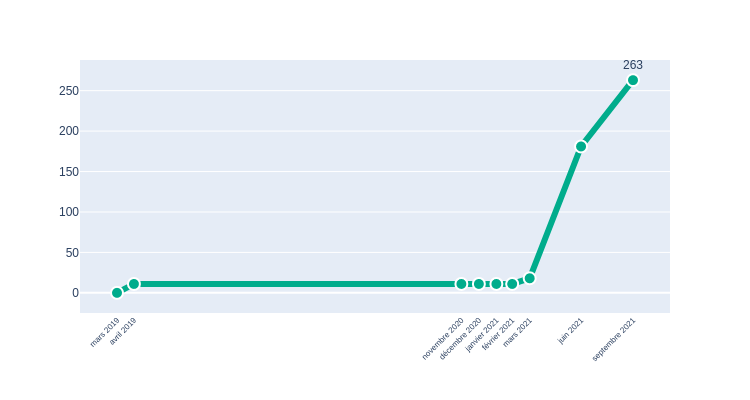 263
250
200
150
100
50
0
mars 2019
avril 2019
novembre 2020
décembre 2020
janvier 2021
février 2021
mars 2021
juin 2021
septembre 2021